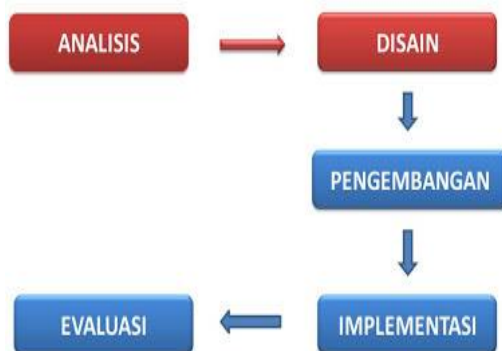 ANALISIS
DISAIN
PENGEMBANGAN
IMPLEMENTASI
EVALUASI